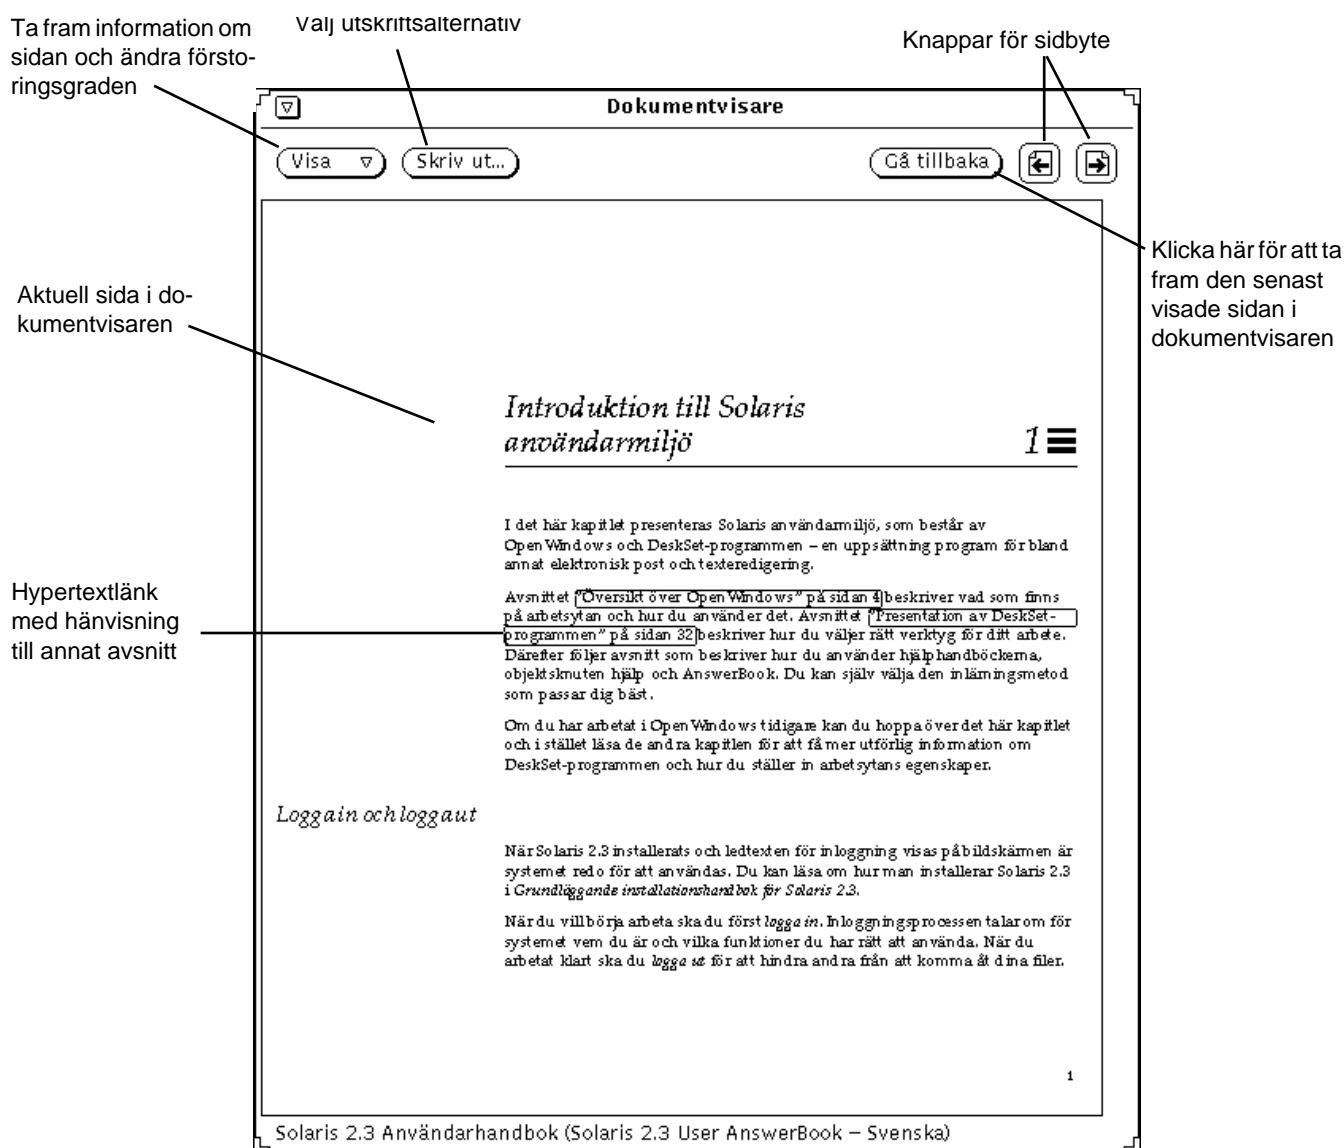 Ta fram information om
sidan och ändra försto-
ringsgraden
Välj utskriftsalternativ
Knappar för sidbyte
Dokumentvisare
Visa
Skriv ut...
Gå tillbaka
Klicka här för att ta
fram den senast
visade sidan i
dokumentvisaren
Aktuell sida i do-
kumentvisaren
Introduktion till Solaris
användarmiljö
1
I det här kapitlet presenteras Solaris användarmiljö, som består av
OpenWindows och DeskSet-programmen – en uppsättning program för bland
annat elektronisk post och texteredigering.
Hypertextlänk
med hänvisning
till annat avsnitt
Avsnittet "Översikt över OpenWindows" på sidan 4 beskriver vad som finns
på arbetsytan och hur du använder det. Avsnittet "Presentation av DeskSet-
programmen" på sidan 32 beskriver hur du väljer rätt verktyg för ditt arbete.
Därefter följer avsnitt som beskriver hur du använder hjälphandböckerna,
objektsknuten hjälp och AnswerBook. Du kan själv välja den inlärningsmetod
som passar dig bäst.
Om du har arbetat i OpenWindows tidigare kan du hoppa över det här kapitlet
och i stället läsa de andra kapitlen för att få mer utförlig information om
DeskSet-programmen och hur du ställer in arbetsytans egenskaper.
Logga in och logga ut
När Solaris 2.3 installerats och ledtexten för inloggning visas på bildskärmen är
systemet redo för att användas. Du kan läsa om hur man installerar Solaris 2.3
i Grundläggande installationshandbok för Solaris 2.3.
När du vill börja arbeta ska du först logga in. Inloggningsprocessen talar om för
systemet vem du är och vilka funktioner du har rätt att använda. När du
arbetat klart ska du logga ut för att hindra andra från att komma åt dina filer.
1
Solaris 2.3 Användarhandbok (Solaris 2.3 User AnswerBook – Svenska)